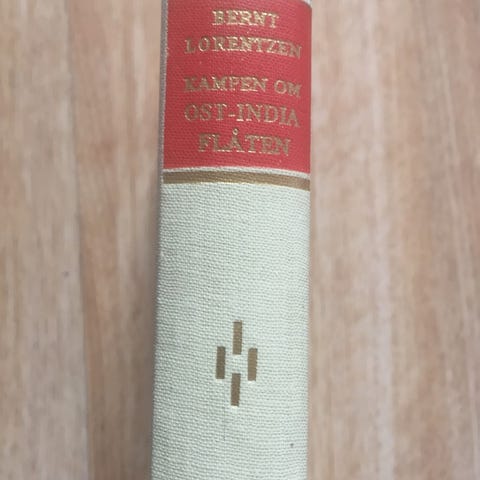 BERNT
LORENTZEN
KAMPEN OM
OST-INDIA
FLÅTEN